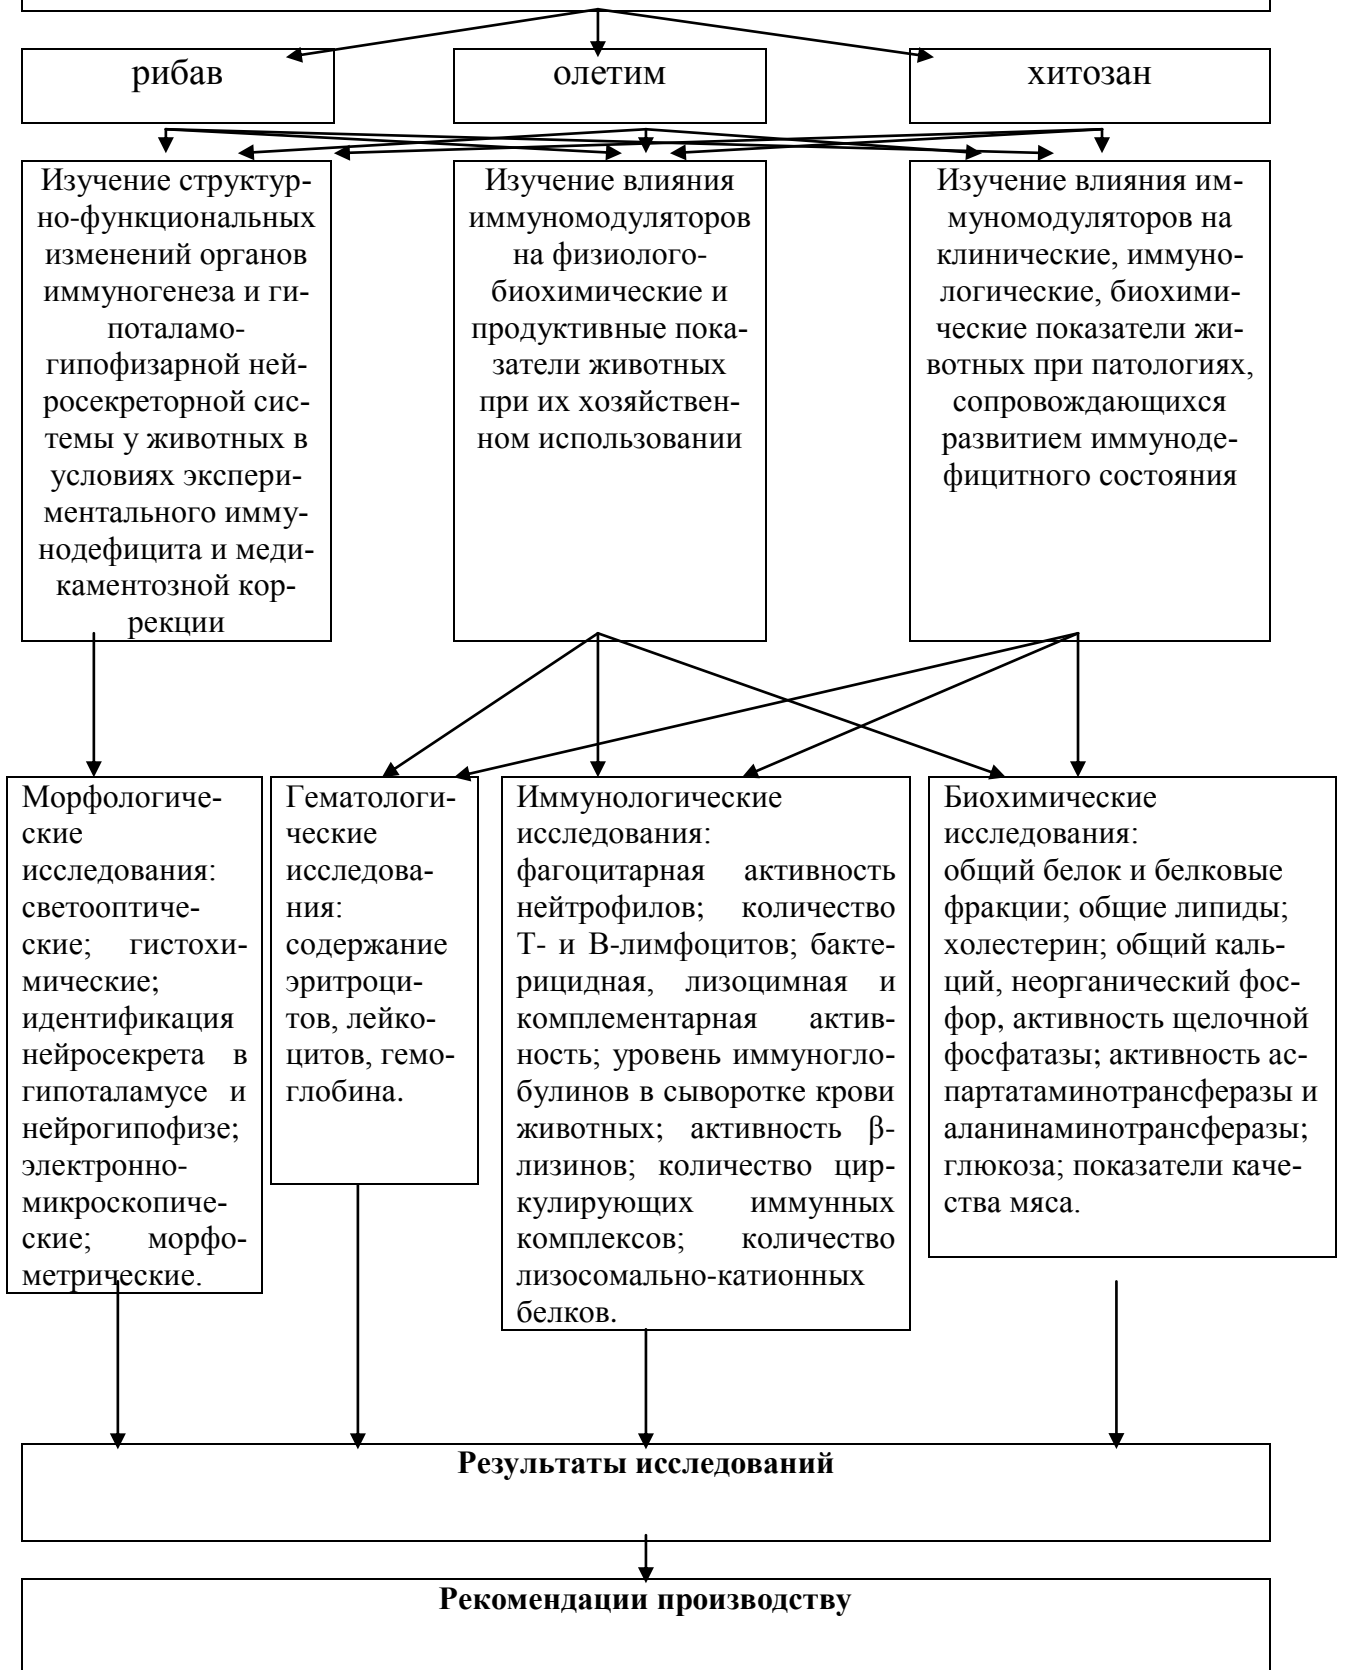 рибав
олетим
хитозан
Изучение структур-
но-функциональных
изменений органов
иммуногенеза и ги-
поталамо-
гипофизарной ней-
росекреторной сис-
темы у животных в
условиях экспери-
ментального имму-
нодефицита и меди-
каментозной кор-
рекции
Изучение влияния
иммуномодуляторов
на физиолого-
биохимические и
продуктивные пока-
затели животных
при их хозяйствен-
ном использовании
Изучение влияния им-
муномодуляторов на
клинические, иммуно-
логические, биохими-
ческие показатели жи-
вотных при патологиях,
сопровождающихся
развитием иммуноде-
фицитного состояния
Морфологиче-
ские
исследования:
светооптиче-
ские; гистохи-
мические;
идентификация
нейросекрета в
гипоталамусе и
нейрогипофизе;
электронно-
микроскопиче-
ские; морфо-
метрические.
Гематологи-
ческие
исследова-
ния:
содержание
эритроци-
тов, лейко-
цитов, гемо-
глобина.
Иммунологические
исследования:
фагоцитарная активность
нейтрофилов; количество
Т- и В-лимфоцитов; бакте-
рицидная, лизоцимная и
комплементарная актив-
ность; уровень иммуногло-
булинов в сыворотке крови
животных; активность β-
лизинов; количество цир-
кулирующих иммунных
комплексов; количество
лизосомально-катионных
белков.
Биохимические
исследования:
общий белок и белковые
фракции; общие липиды;
холестерин; общий каль-
ций, неорганический фос-
фор, активность щелочной
фосфатазы; активность ас-
партатаминотрансферазы и
аланинаминотрансферазы;
глюкоза; показатели каче-
ства мяса.
Результаты исследований
Рекомендации производству